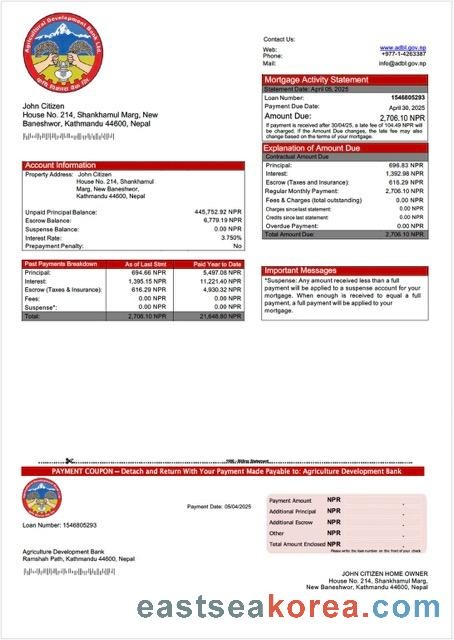 Agricultural Development Bank Ltd.
Contact Us:
Web: www.adbl.gov.np
Phone: +977-1-4263387
Mail: info@adbl.gov.np
John Citizen
House No. 214, Shankhamul Marg, New
Baneshwor, Kathmandu 44600, Nepal
Mortgage Activity Statement
Statement Date: April 05, 2025
Loan Number: 1546805293
Payment Due Date: April 30, 2025
Amount Due: 2,706.10 NPR
If payment is received after 30/04/25, a late fee of 104.49 NPR will
be charged. If the Amount Due changes, the late fee may also
change based on the terms of your mortgage.
Explanation of Amount Due
Contractual Amount Due
Principal: 696.83 NPR
Interest: 1,392.98 NPR
Escrow (Taxes and Insurance): 616.29 NPR
Regular Monthly Payment: 2,706.10 NPR
Fees & Charges (total outstanding) 0.00 NPR
Charges since last statement 0.00 NPR
Credits since last statement 0.00 NPR
Overdue Payment: 0.00 NPR
Total Amount Due: 2,706.10 NPR
Account Information
Property Address: John Citizen
House No. 214, Shankhamul
Marg, New Baneshwor,
Kathmandu 44600, Nepal
Unpaid Principal Balance: 445,752.92 NPR
Escrow Balance: 6,779.19 NPR
Suspense Balance: 0.00 NPR
Interest Rate: 3.750%
Prepayment Penalty: No
Past Payments Breakdown As of Last Stmt Paid Year to Date
Principal: 694.66 NPR 5,497.08 NPR
Interest: 1,395.15 NPR 11,221.40 NPR
Escrow (Taxes & Insurance): 616.29 NPR 4,930.32 NPR
Fees: 0.00 NPR 0.00 NPR
Suspense*: 0.00 NPR 0.00 NPR
Total: 2,706.10 NPR 21,648.80 NPR
Important Messages
*Suspense: Any amount received less than a full
payment will be applied to a suspense account for your
mortgage. When enough is received to equal a full
payment, a full payment will be applied to your
mortgage.
PAYMENT COUPON – Detach and Return With Your Payment Made Payable to: Agriculture Development Bank
Payment Date: 05/04/2025
Payment Amount NPR .
Additional Principal NPR .
Additional Escrow NPR .
Other NPR .
Total Amount Enclosed NPR .
Please write the loan number on the front of your check
Loan Number: 1546805293
Agriculture Development Bank
Ramshah Path, Kathmandu 44600, Nepal
JOHN CITIZEN HOME OWNER
House No. 214, Shankhamul Marg,
New Baneshwor, Kathmandu 44600, Nepal
eastseakorea.com